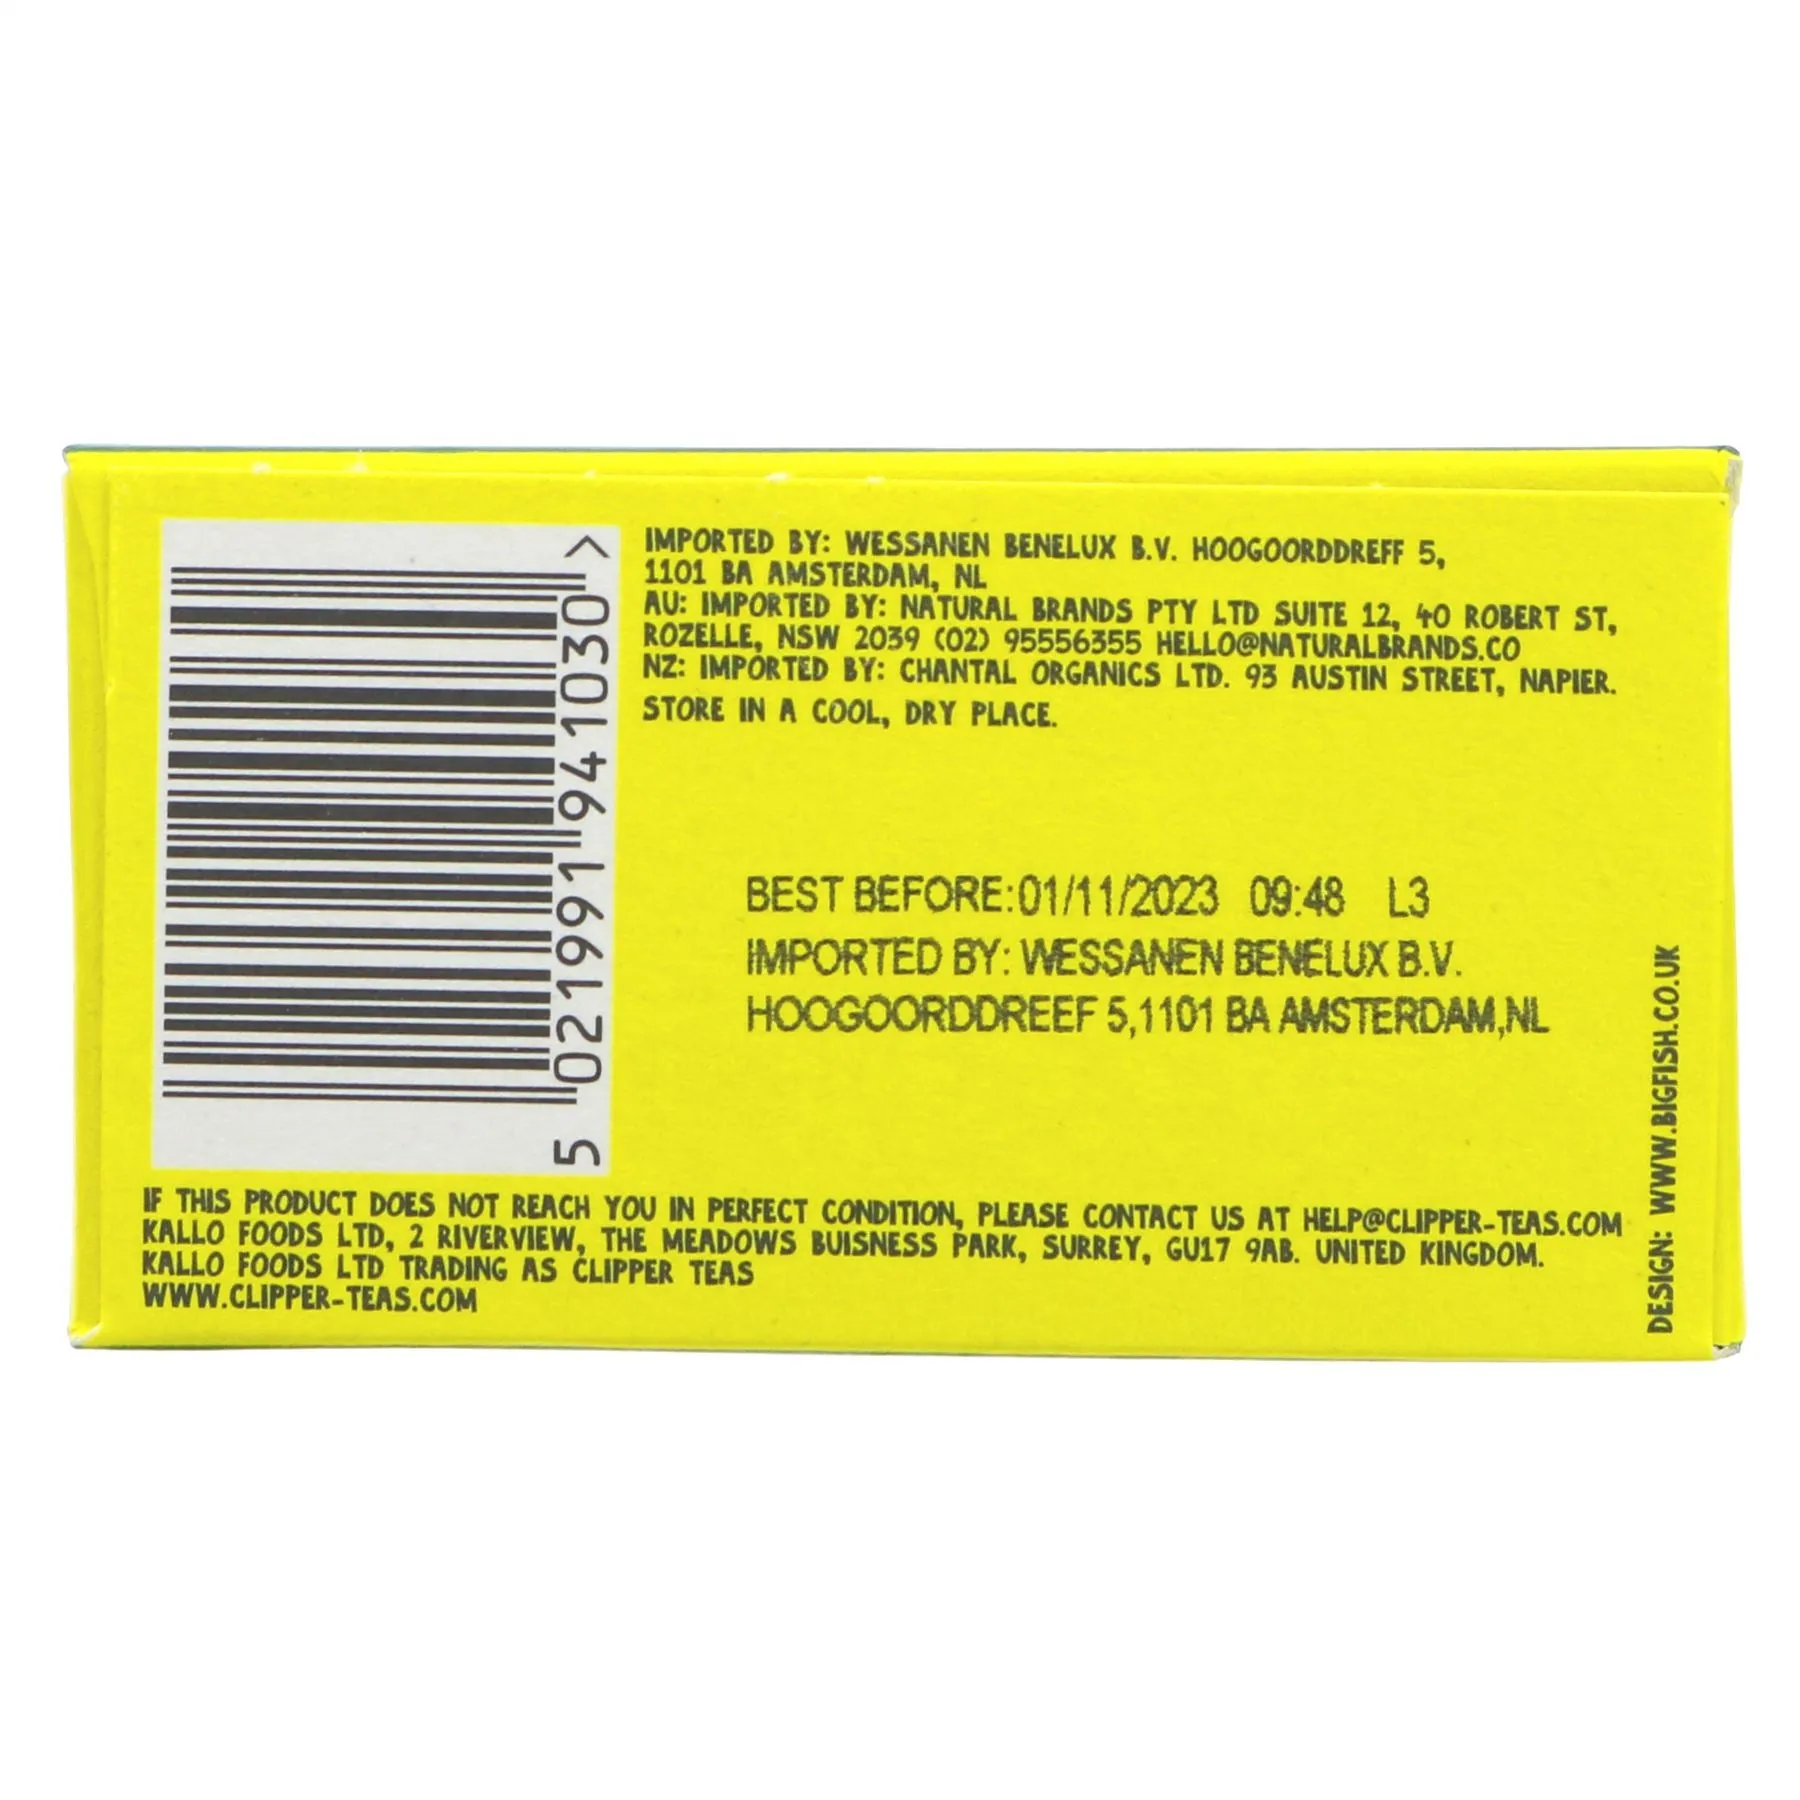 IMPORTED BY: WESSANEN BENELUX B.V. HOOGOORDDREFF 5,
1101 BA AMSTERDAM, NL
AU: IMPORTED BY: NATURAL BRANDS PTY LTD SUITE 12, 40 ROBERT ST,
ROZELLE, NSW 2039 (02) 95556355 HELLO@NATURALBRANDS.CO
NZ: IMPORTED BY: CHANTAL ORGANICS LTD. 93 AUSTIN STREET, NAPIER.
STORE IN A COOL, DRY PLACE.
5 021991 941030 >
BEST BEFORE:01/11/2023 09:48 L3
IMPORTED BY: WESSANEN BENELUX B.V.
HOOGOORDDREEF 5,1101 BA AMSTERDAM,NL
DESIGN: WWW.BIGFISH.CO.UK
IF THIS PRODUCT DOES NOT REACH YOU IN PERFECT CONDITION, PLEASE CONTACT US AT HELP@CLIPPER-TEAS.COM
KALLO FOODS LTD, 2 RIVERVIEW, THE MEADOWS BUISNESS PARK, SURREY, GU17 9AB. UNITED KINGDOM.
KALLO FOODS LTD TRADING AS CLIPPER TEAS
WWW.CLIPPER-TEAS.COM